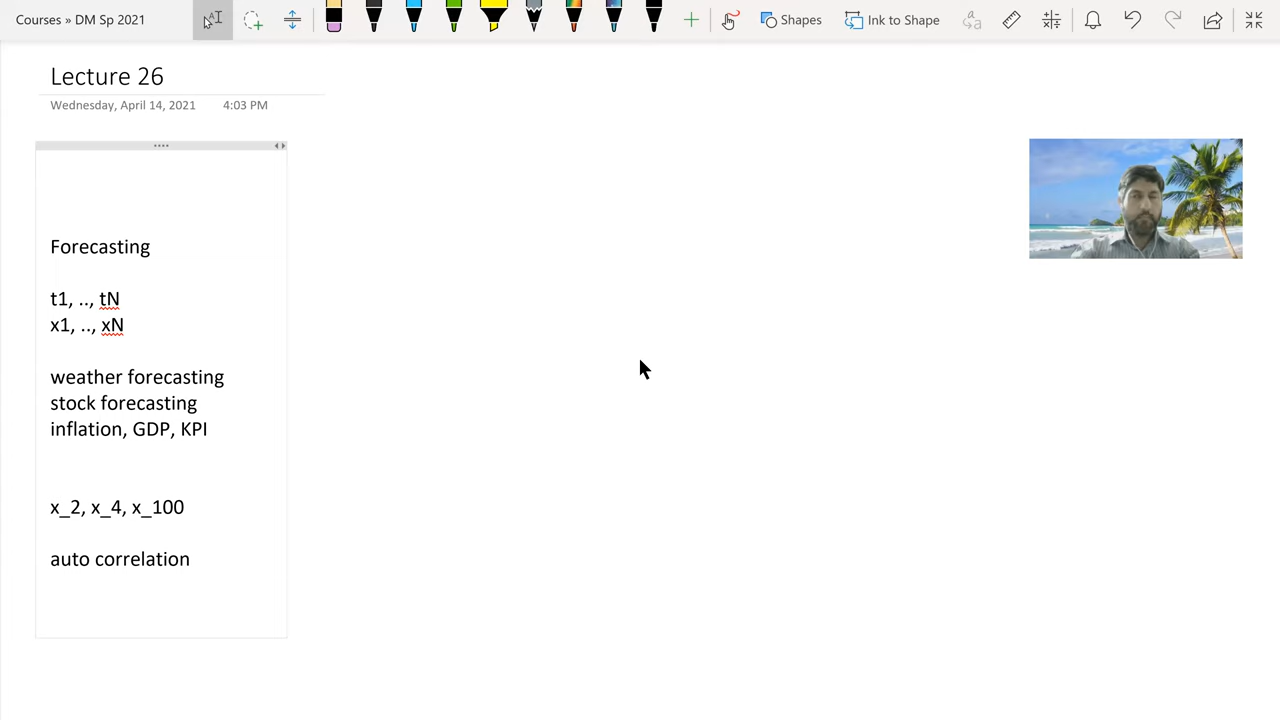 Courses » DM Sp 2021
Shapes
Ink to Shape
Lecture 26
Wednesday, April 14, 2021 4:03 PM
Forecasting
t1, .., tN
x1, .., xN
weather forecasting
stock forecasting
inflation, GDP, KPI
x_2, x_4, x_100
auto correlation